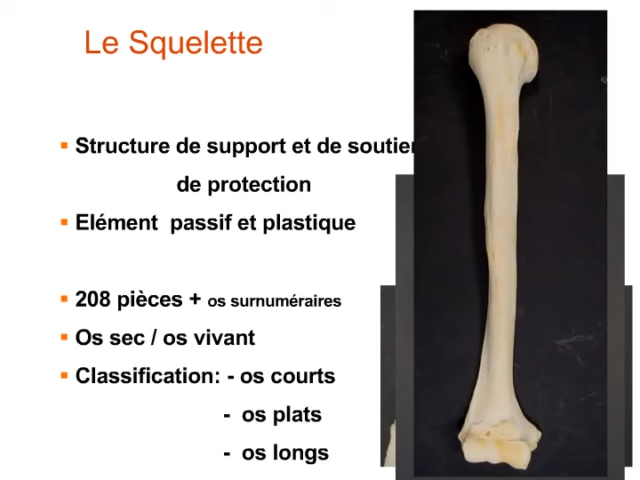 Le Squelette
Structure de support et de soutien
de protection
Elément passif et plastique
208 pièces + os surnuméraires
Os sec / os vivant
Classification: - os courts
- os plats
- os longs